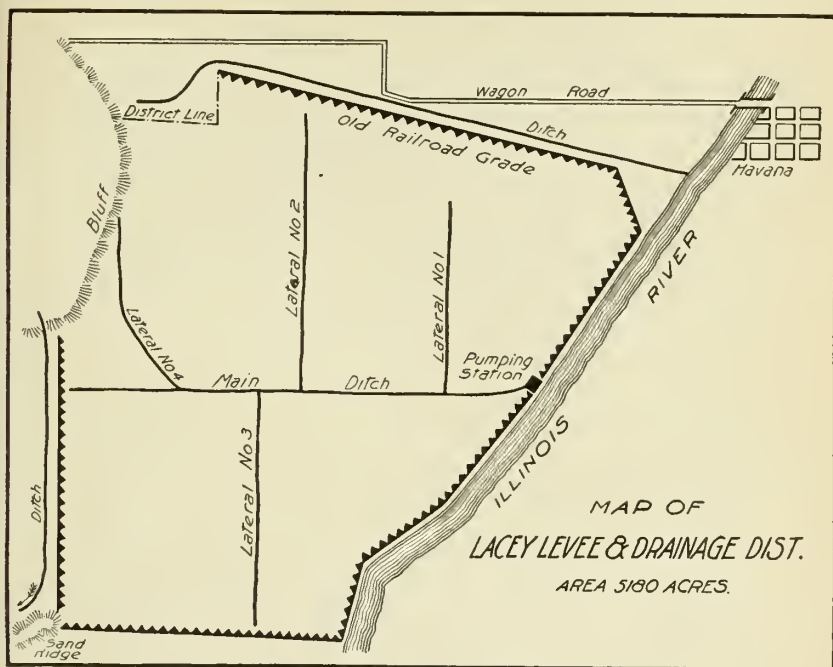 Wagon Road
District Line
Ditch
Old Railroad Grade
Havana
Bluff
Lateral No 2
Lateral No 1
RIVER
Lateral No 4
Main Ditch
Pumping
Station
ILLINOIS
Ditch
Lateral No 3
MAP OF
LACEY LEVEE & DRAINAGE DIST.
AREA 5180 ACRES.
Sand
Ridge